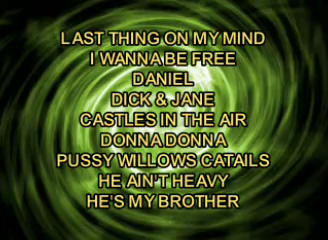 LAST THING ON MY MIND
I WANNA BE FREE
DANIEL
DICK & JANE
CASTLES IN THE AIR
DONNA DONNA
PUSSY WILLOWS CATAILS
HE AIN'T HEAVY
HE'S MY BROTHER